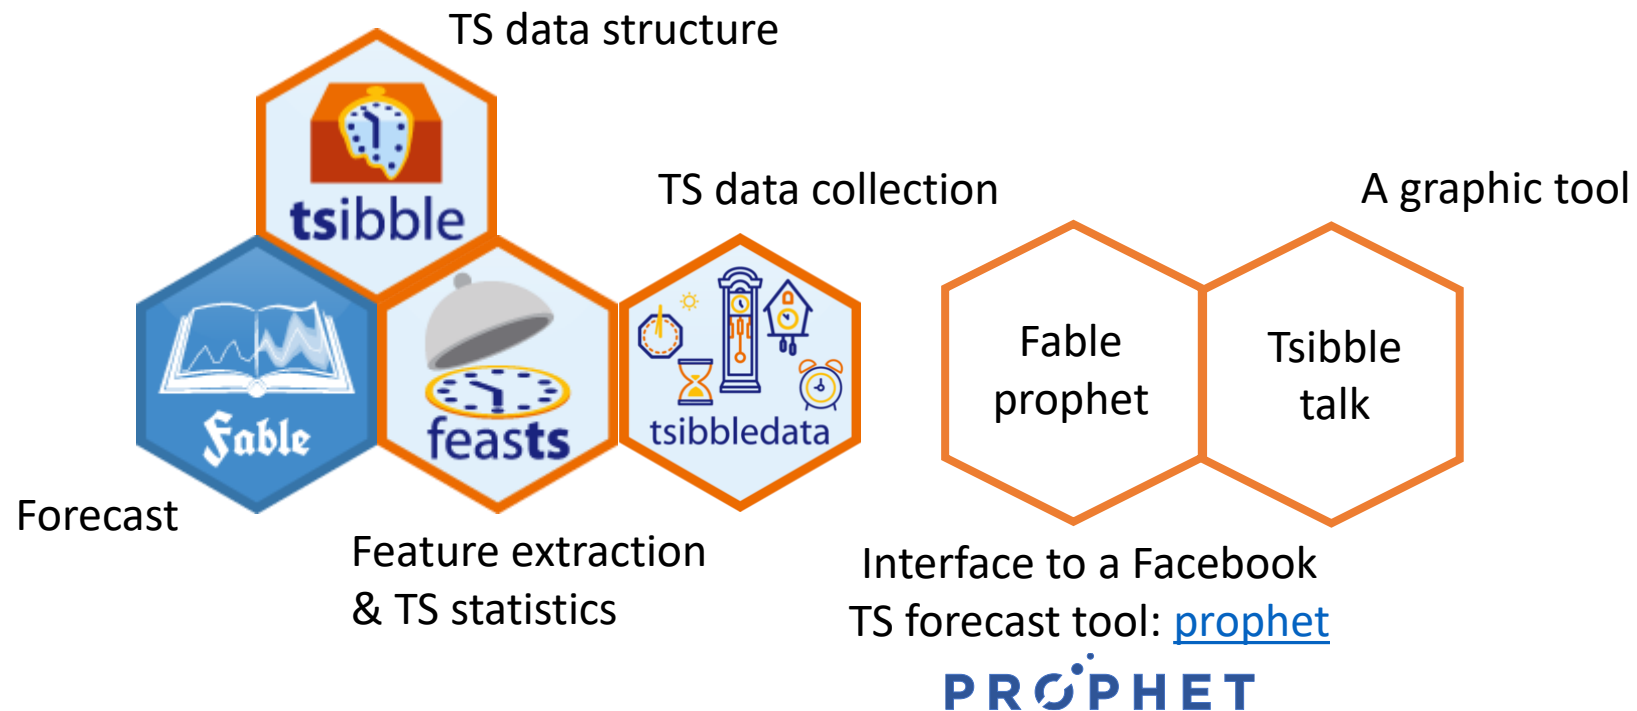 TS data structure
tsibble
TS data collection
A graphic tool
Fable
feasts
tsibbledata
Fable
prophet
Tsibble
talk
Forecast
Feature extraction
& TS statistics
Interface to a Facebook
TS forecast tool: prophet
PROPHET